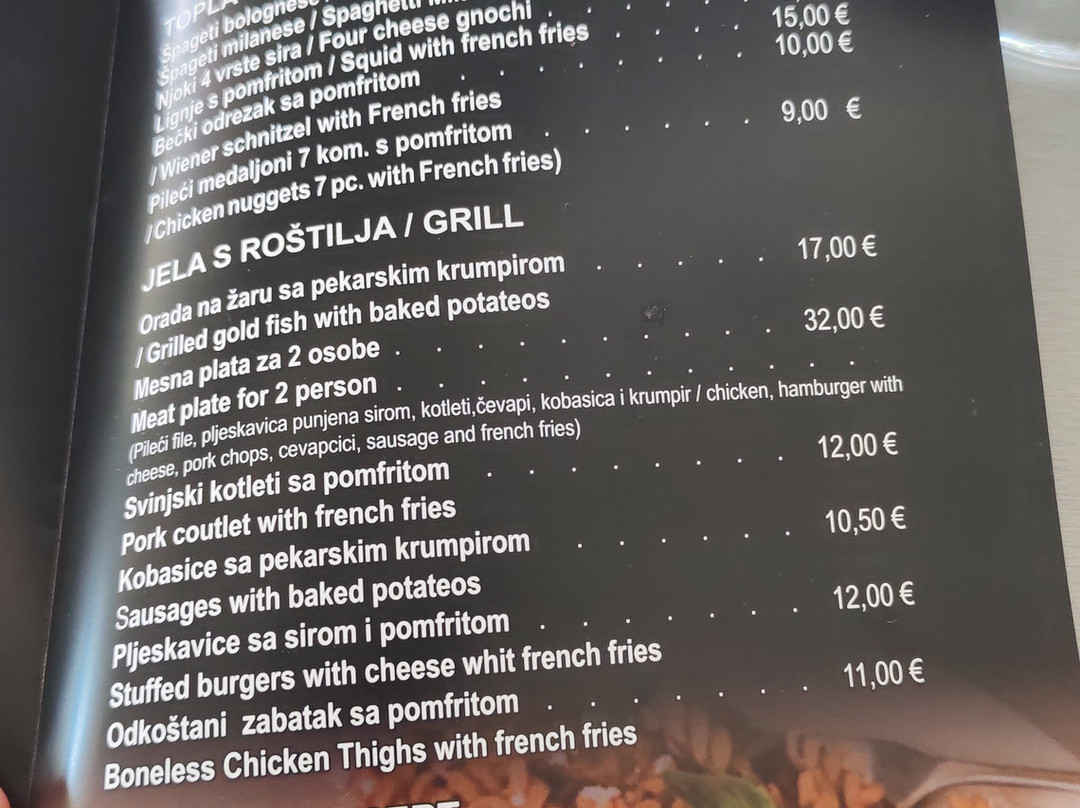 TOPLA
Špageti bolognese
Špageti milanese / Spaghetti
Njoki 4 vrste sira / Four cheese gnochi . . . . . 15,00 €
Lignje s pomfritom / Squid with french fries . . . . 10,00 €
Bečki odrezak sa pomfritom . . . . . . . .
/ Wiener schnitzel with French fries
Pileći medaljoni 7 kom. s pomfritom . . . . . . 9,00 €
/ Chicken nuggets 7 pc. with French fries)
JELA S ROŠTILJA / GRILL
Orada na žaru sa pekarskim krumpirom . . . . . 17,00 €
/ Grilled gold fish with baked potateos
Mesna plata za 2 osobe . . . . . . . . . . 32,00 €
Meat plate for 2 person . . . . . . . . . . . .
(Pileći file, pljeskavica punjena sirom, kotleti,čevapi, kobasica i krumpir / chicken, hamburger with
cheese, pork chops, cevapcici, sausage and french fries)
Svinjski kotleti sa pomfritom . . . . . . . . 12,00 €
Pork coutlet with french fries
Kobasice sa pekarskim krumpirom . . . . . . 10,50 €
Sausages with baked potateos
Pljeskavice sa sirom i pomfritom . . . . . . . 12,00 €
Stuffed burgers with cheese whit french fries
Odkoštani zabatak sa pomfritom . . . . . . . 11,00 €
Boneless Chicken Thighs with french fries